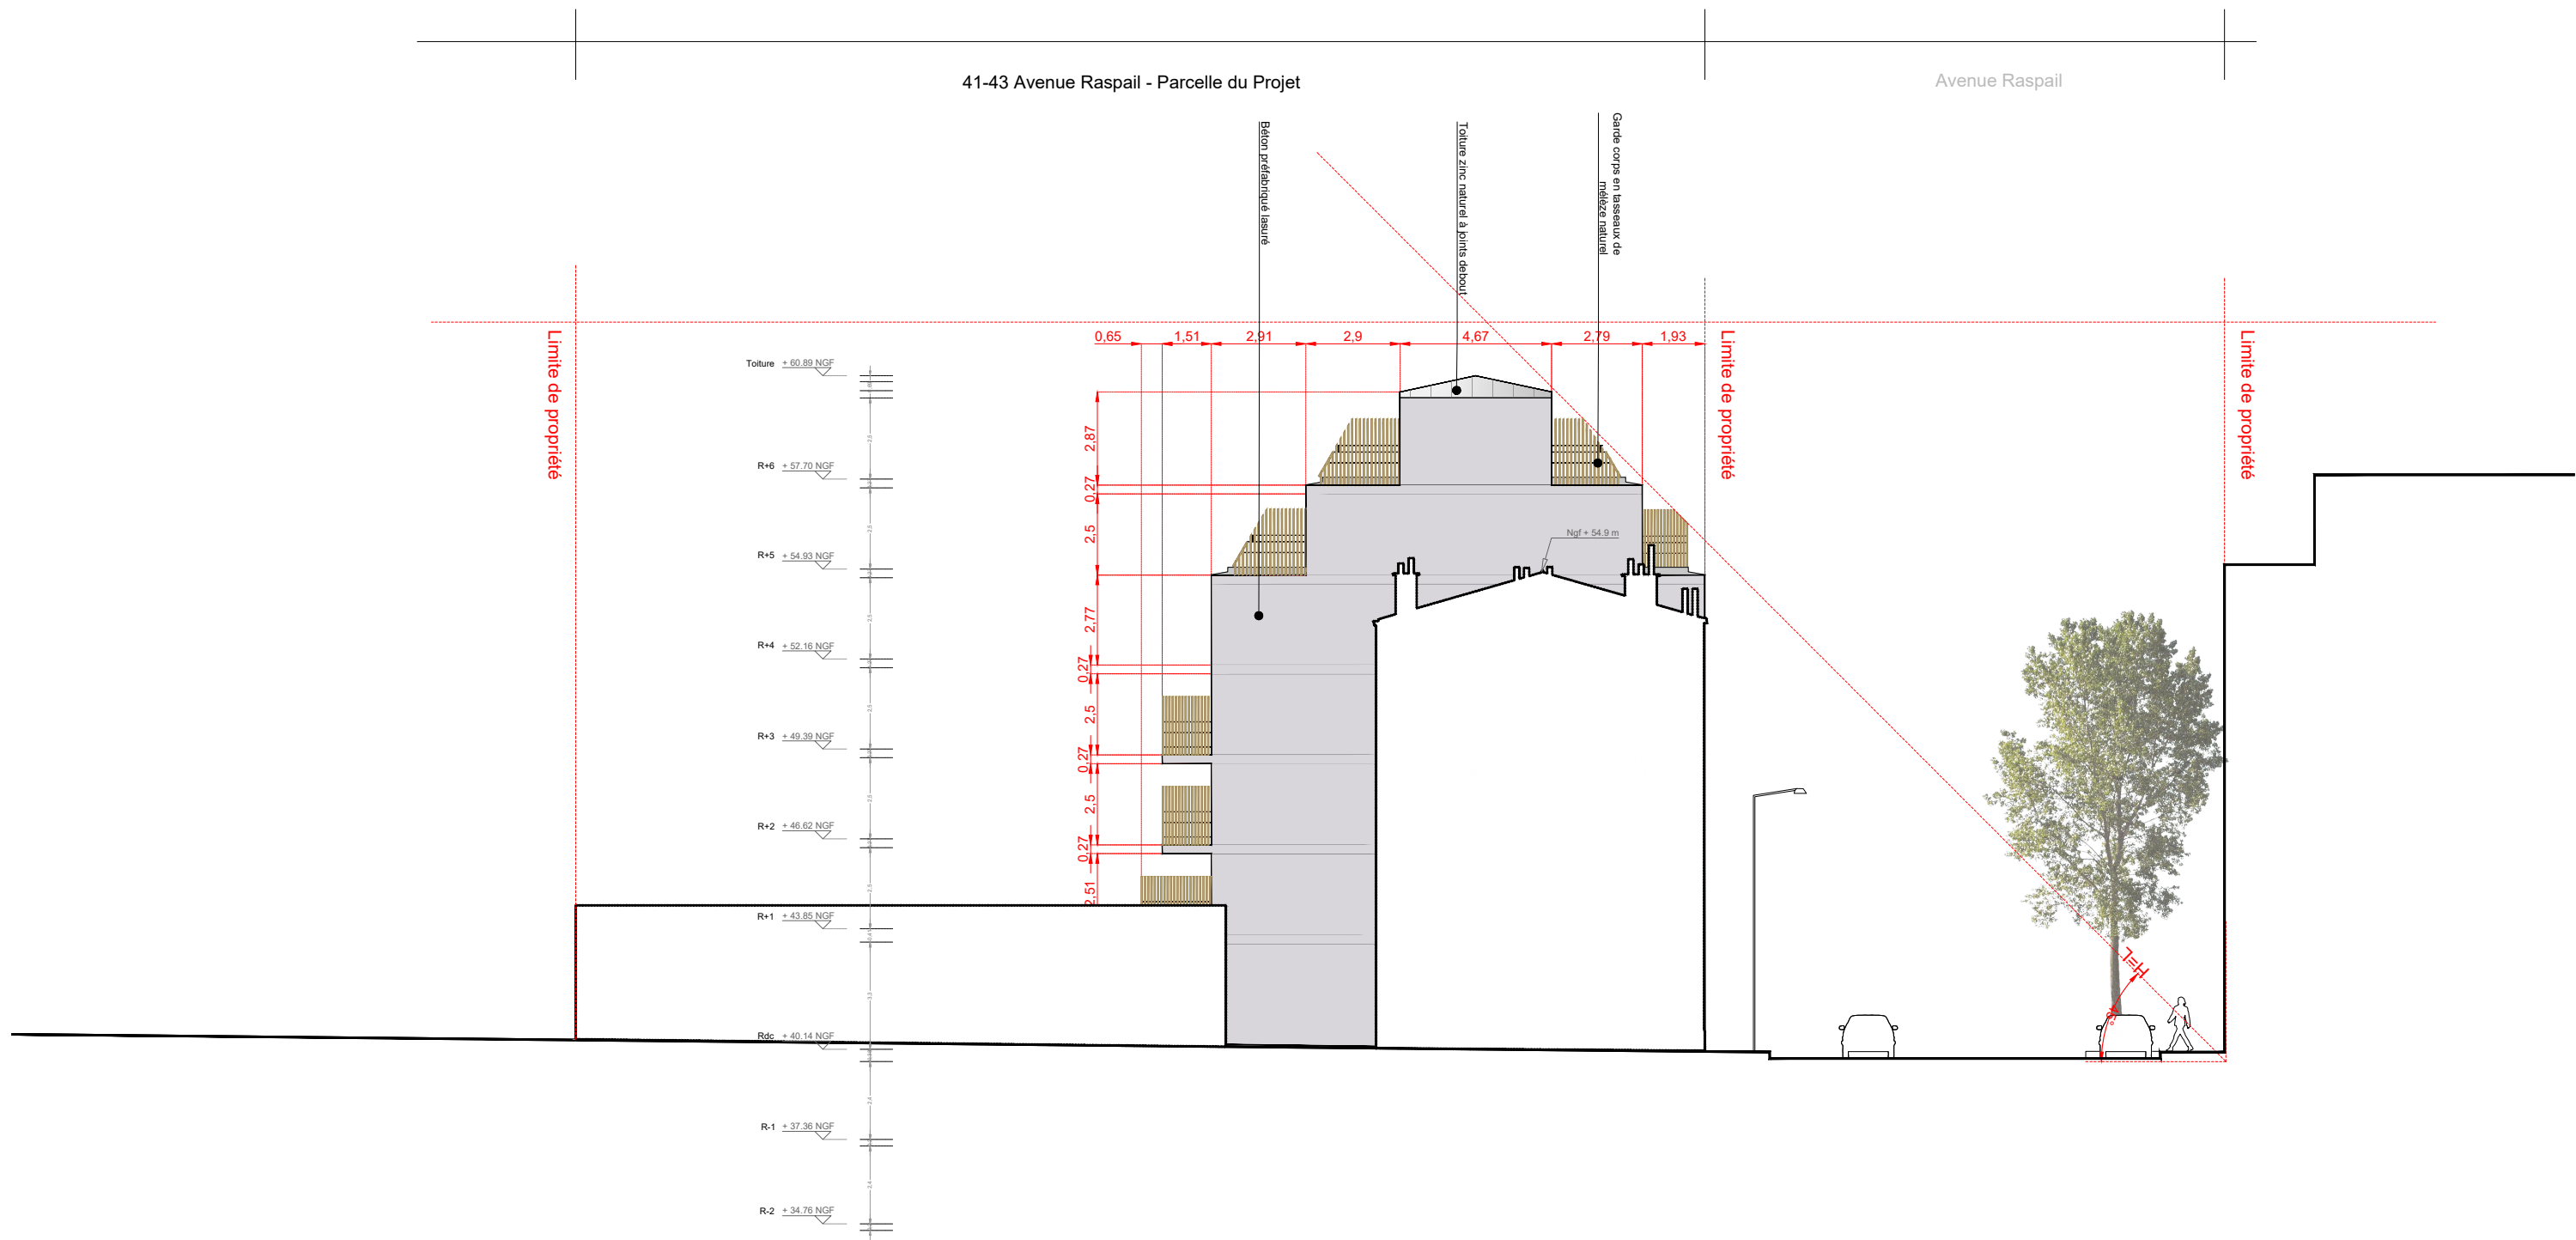 41-43 Avenue Raspail - Parcelle du Projet
Avenue Raspail
Béton préfabriqué lasuré
Toiture zinc naturel à joints debout
Garde corps en tasseaux de
mélèze naturel
Limite de propriété
Limite de propriété
Limite de propriété
0,65
1,51
2,91
2,9
4,67
2,79
1,93
Toiture + 60.89 NGF
R+6 + 57.70 NGF
R+5 + 54.93 NGF
R+4 + 52.16 NGF
R+3 + 49.39 NGF
R+2 + 46.62 NGF
R+1 + 43.85 NGF
Rdc + 40.14 NGF
R-1 + 37.36 NGF
R-2 + 34.76 NGF
2,87
0,27
2,5
2,77
0,27
2,5
0,27
2,5
0,27
2,51
Ngf + 54.9 m
H=L